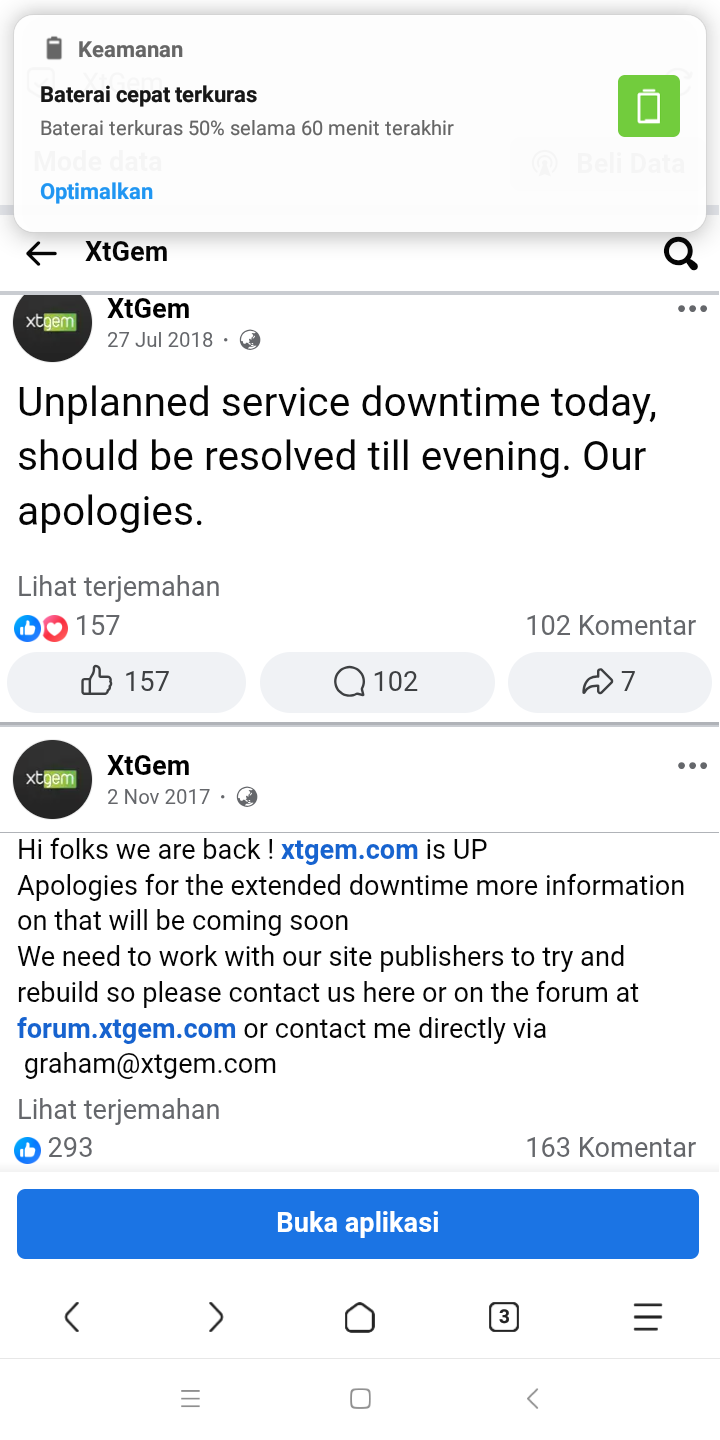 Keamanan
Baterai cepat terkuras
Baterai terkuras 50% selama 60 menit terakhir
Optimalkan
XtGem
Mode data
Beli Data
XtGem
xtgem
XtGem
27 Jul 2018 ·
Unplanned service downtime today,
should be resolved till evening. Our
apologies.
Lihat terjemahan
157
102 Komentar
157
102
7
xtgem
XtGem
2 Nov 2017 ·
Hi folks we are back ! xtgem.com is UP
Apologies for the extended downtime more information
on that will be coming soon
We need to work with our site publishers to try and
rebuild so please contact us here or on the forum at
forum.xtgem.com or contact me directly via
graham@xtgem.com
Lihat terjemahan
293
163 Komentar
Buka aplikasi
3